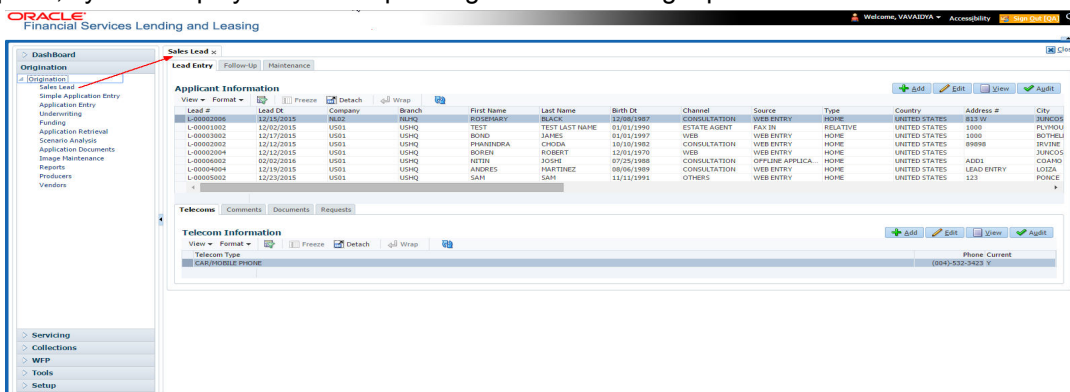 ORACLE
Financial Services Lending and Leasing
Welcome, VAVAIDYA Accessibility Sign Out [QA]
DashBoard
Origination
Origination
Sales Lead
Simple Application Entry
Application Entry
Underwriting
Funding
Application Retrieval
Scenario Analysis
Application Documents
Image Maintenance
Reports
Producers
Vendors
Servicing
Collections
WFP
Tools
Setup
Sales Lead x Clos
Lead Entry Follow-Up Maintenance
Applicant Information Add Edit View Audit
View Format Freeze Detach Wrap
Lead # Lead Dt Company Branch First Name Last Name Birth Dt Channel Source Type Country Address # City
L-00002006 12/15/2015 NL02 NLHQ ROSEMARY BLACK 12/08/1987 CONSULTATION WEB ENTRY HOME UNITED STATES 813 W JUNCOS
L-00001002 12/02/2015 US01 USHQ TEST TEST LAST NAME 01/01/1990 ESTATE AGENT FAX IN RELATIVE UNITED STATES 1000 PLYMOU
L-00003002 12/17/2015 US01 USHQ BOND JAMES 01/01/1997 WEB WEB ENTRY HOME UNITED STATES 1000 BOTHEL
L-00002002 12/12/2015 US01 USHQ PHANINDRA CHODA 10/10/1982 CONSULTATION WEB ENTRY HOME UNITED STATES 89898 IRVINE
L-00002004 12/12/2015 US01 USHQ BOREN ROBERT 12/01/1970 WEB WEB ENTRY HOME UNITED STATES JUNCOS
L-00006002 02/02/2016 US01 USHQ NITIN JOSHI 07/25/1988 CONSULTATION OFFLINE APPLICA... HOME UNITED STATES ADD1 COAMO
L-00004004 12/19/2015 US01 USHQ ANDRES MARTINEZ 08/06/1989 CONSULTATION WEB ENTRY HOME UNITED STATES LEAD ENTRY LOIZA
L-00005002 12/23/2015 US01 USHQ SAM SAM 11/11/1991 OTHERS WEB ENTRY HOME UNITED STATES 123 PONCE
Telecoms Comments Documents Requests
Telecom Information Add Edit View Audit
View Format Freeze Detach Wrap
Telecom Type Phone Current
CAR/MOBILE PHONE (004)-532-3423 Y